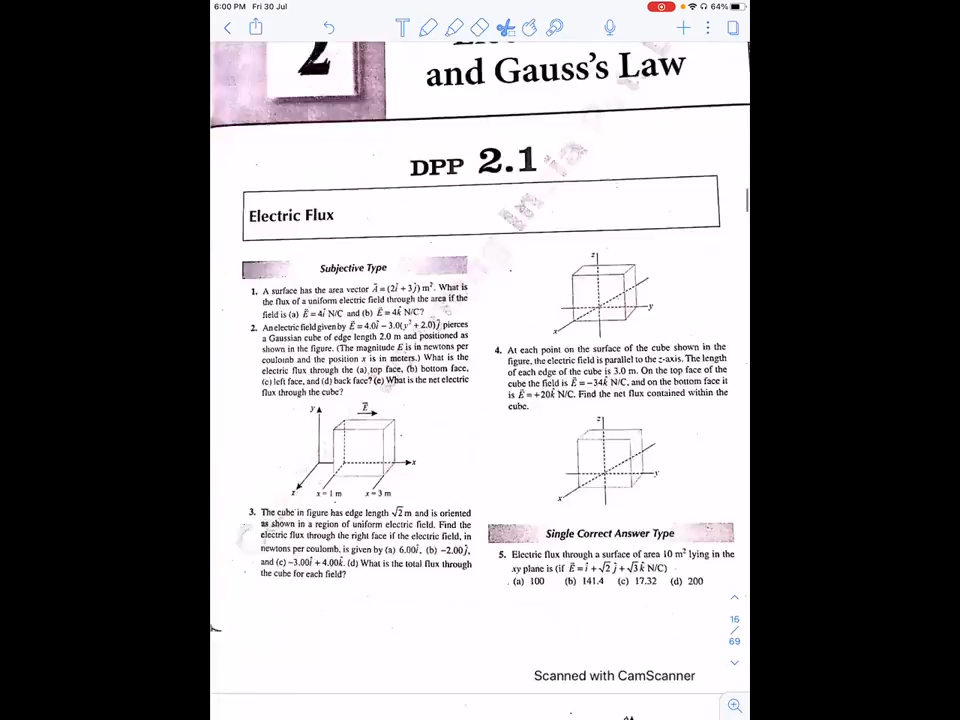 6:00 PM Fri 30 Jul
64%
2
and Gauss's Law
DPP 2.1
Electric Flux
Subjective Type
1. A surface has the area vector A⃗ = (2î + 3ĵ) m². What is
the flux of a uniform electric field through the area if the
field is (a) E⃗ = 4î N/C and (b) E⃗ = 4k̂ N/C?
2. An electric field given by E⃗ = 4.0î − 3.0(y² + 2.0)ĵ pierces
a Gaussian cube of edge length 2.0 m and positioned as
shown in the figure. (The magnitude E is in newtons per
coulomb and the position x is in meters.) What is the
electric flux through the (a) top face, (b) bottom face,
(c) left face, and (d) back face? (e) What is the net electric
flux through the cube?
y
E⃗
x
z
x = 1 m
x = 3 m
3. The cube in figure has edge length √2 m and is oriented
as shown in a region of uniform electric field. Find the
electric flux through the right face if the electric field, in
newtons per coulomb, is given by (a) 6.00î, (b) −2.00ĵ,
and (c) −3.00î + 4.00k̂. (d) What is the total flux through
the cube for each field?
z
y
x
4. At each point on the surface of the cube shown in the
figure, the electric field is parallel to the z-axis. The length
of each edge of the cube is 3.0 m. On the top face of the
cube the field is E⃗ = −34k̂ N/C, and on the bottom face it
is E⃗ = +20k̂ N/C. Find the net flux contained within the
cube.
z
y
x
Single Correct Answer Type
5. Electric flux through a surface of area 10 m² lying in the
xy plane is (if E⃗ = î + √2 ĵ + √3 k̂ N/C)
(a) 100 (b) 141.4 (c) 17.32 (d) 200
16
/
69
Scanned with CamScanner